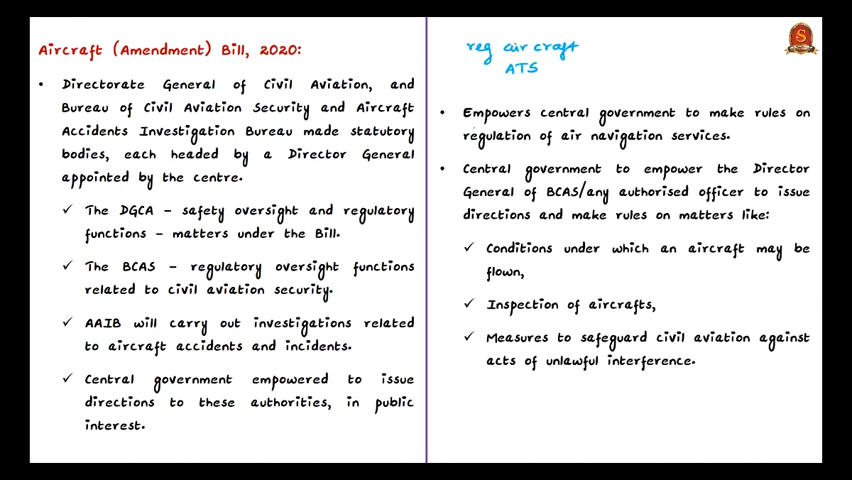 Aircraft (Amendment) Bill, 2020:
• Directorate General of Civil Aviation, and
Bureau of Civil Aviation Security and Aircraft
Accidents Investigation Bureau made statutory
bodies, each headed by a Director General
appointed by the centre.
✓ The DGCA – safety oversight and regulatory
functions – matters under the Bill.
✓ The BCAS – regulatory oversight functions
related to civil aviation security.
✓ AAIB will carry out investigations related
to aircraft accidents and incidents.
✓ Central government empowered to issue
directions to these authorities, in public
interest.
reg air craft
ATS
• Empowers central government to make rules on
regulation of air navigation services.
• Central government to empower the Director
General of BCAS/any authorised officer to issue
directions and make rules on matters like:
✓ Conditions under which an aircraft may be
flown,
✓ Inspection of aircrafts,
✓ Measures to safeguard civil aviation against
acts of unlawful interference.
S